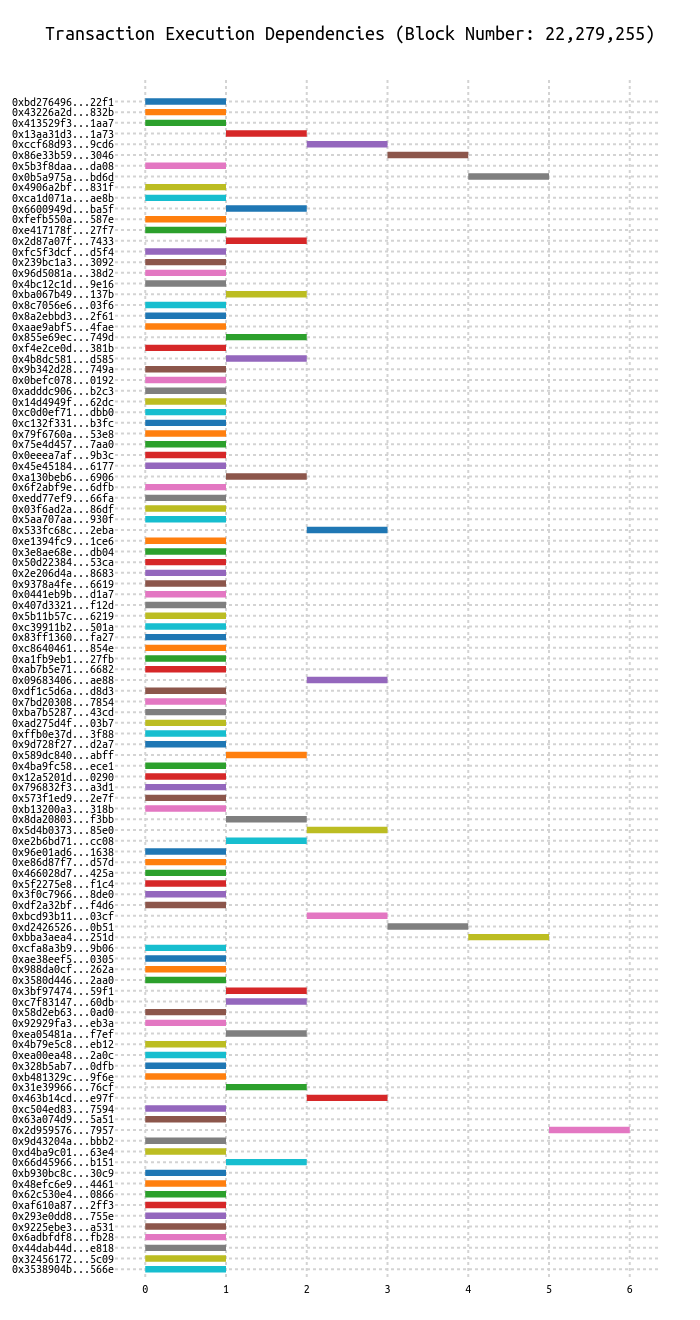 Transaction Execution Dependencies (Block Number: 22,279,255)
0xbd276496...22f1
0x43226a2d...832b
0x413529f3...1aa7
0x13aa31d3...1a73
0xccf68d93...9cd6
0x86e33b59...3046
0x5b3f8daa...da08
0x0b5a975a...bd6d
0x4906a2bf...831f
0xca1d071a...ae8b
0x6600949d...ba5f
0xfefb550a...587e
0xe417178f...27f7
0x2d87a07f...7433
0xfc5f3dcf...d5f4
0x239bc1a3...3092
0x96d5081a...38d2
0x4bc12c1d...9e16
0xba067b49...137b
0x8c7056e6...03f6
0x8a2ebbd3...2f61
0xaae9abf5...4fae
0x855e69ec...749d
0xf4e2ce0d...381b
0x4b8dc581...d585
0x9b342d28...749a
0x0befc078...0192
0xadddc906...b2c3
0x14d4949f...62dc
0xc0d0ef71...dbb0
0xc132f331...b3fc
0x79f6760a...53e8
0x75e4d457...7aa0
0x0eeea7af...9b3c
0x45e45184...6177
0xa130beb6...6906
0x6f2abf9e...6dfb
0xedd77ef9...66fa
0x03f6ad2a...86df
0x5aa707aa...930f
0x533fc68c...2eba
0xe1394fc9...1ce6
0x3e8ae68e...db04
0x50d22384...53ca
0x2e206d4a...8683
0x9378a4fe...6619
0x0441eb9b...d1a7
0x407d3321...f12d
0x5b11b57c...6219
0xc39911b2...501a
0x83ff1360...fa27
0xc8640461...854e
0xa1fb9eb1...27fb
0xab7b5e71...6682
0x09683406...ae88
0xdf1c5d6a...d8d3
0x7bd20308...7854
0xba7b5287...43cd
0xad275d4f...03b7
0xffb0e37d...3f88
0x9d728f27...d2a7
0x589dc840...abff
0x4ba9fc58...ece1
0x12a5201d...0290
0x796832f3...a3d1
0x573f1ed9...2e7f
0xb13200a3...318b
0x8da20803...f3bb
0x5d4b0373...85e0
0xe2b6bd71...cc08
0x96e01ad6...1638
0xe86d87f7...d57d
0x466028d7...425a
0x5f2275e8...f1c4
0x3f0c7966...8de0
0xdf2a32bf...f4d6
0xbcd93b11...03cf
0xd2426526...0b51
0xbba3aea4...251d
0xcfa8a3b9...9b06
0xae38eef5...0305
0x988da0cf...262a
0x3580d446...2aa0
0x3bf97474...59f1
0xc7f83147...60db
0x58d2eb63...0ad0
0x92929fa3...eb3a
0xea05481a...f7ef
0x4b79e5c8...eb12
0xea00ea48...2a0c
0x328b5ab7...0dfb
0xb481329c...9f6e
0x31e39966...76cf
0x463b14cd...e97f
0xc504ed83...7594
0x63a074d9...5a51
0x2d959576...7957
0x9d43204a...bbb2
0xd4ba9c01...63e4
0x66d45966...b151
0xb930bc8c...30c9
0x48efc6e9...4461
0x62c530e4...0866
0xaf610a87...2ff3
0x293e0dd8...755e
0x9225ebe3...a531
0x6adbfdf8...fb28
0x44dab44d...e818
0x32456172...5c09
0x3538904b...566e
0 1 2 3 4 5 6